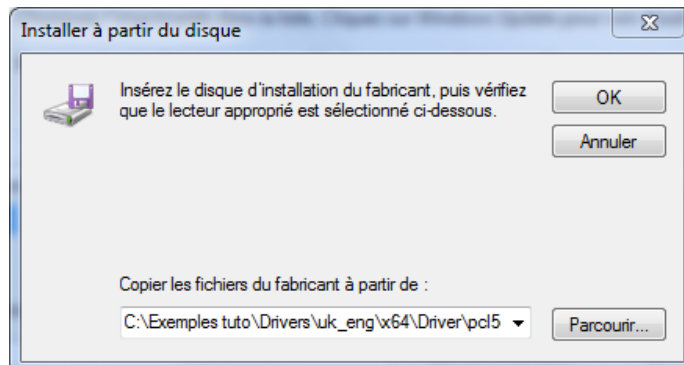 Installer à partir du disque
Insérez le disque d'installation du fabricant, puis vérifiez
que le lecteur approprié est sélectionné ci-dessous.
OK
Annuler
Copier les fichiers du fabricant à partir de :
C:\Exemples tuto\Drivers\uk_eng\x64\Driver\pcl5
Parcourir...